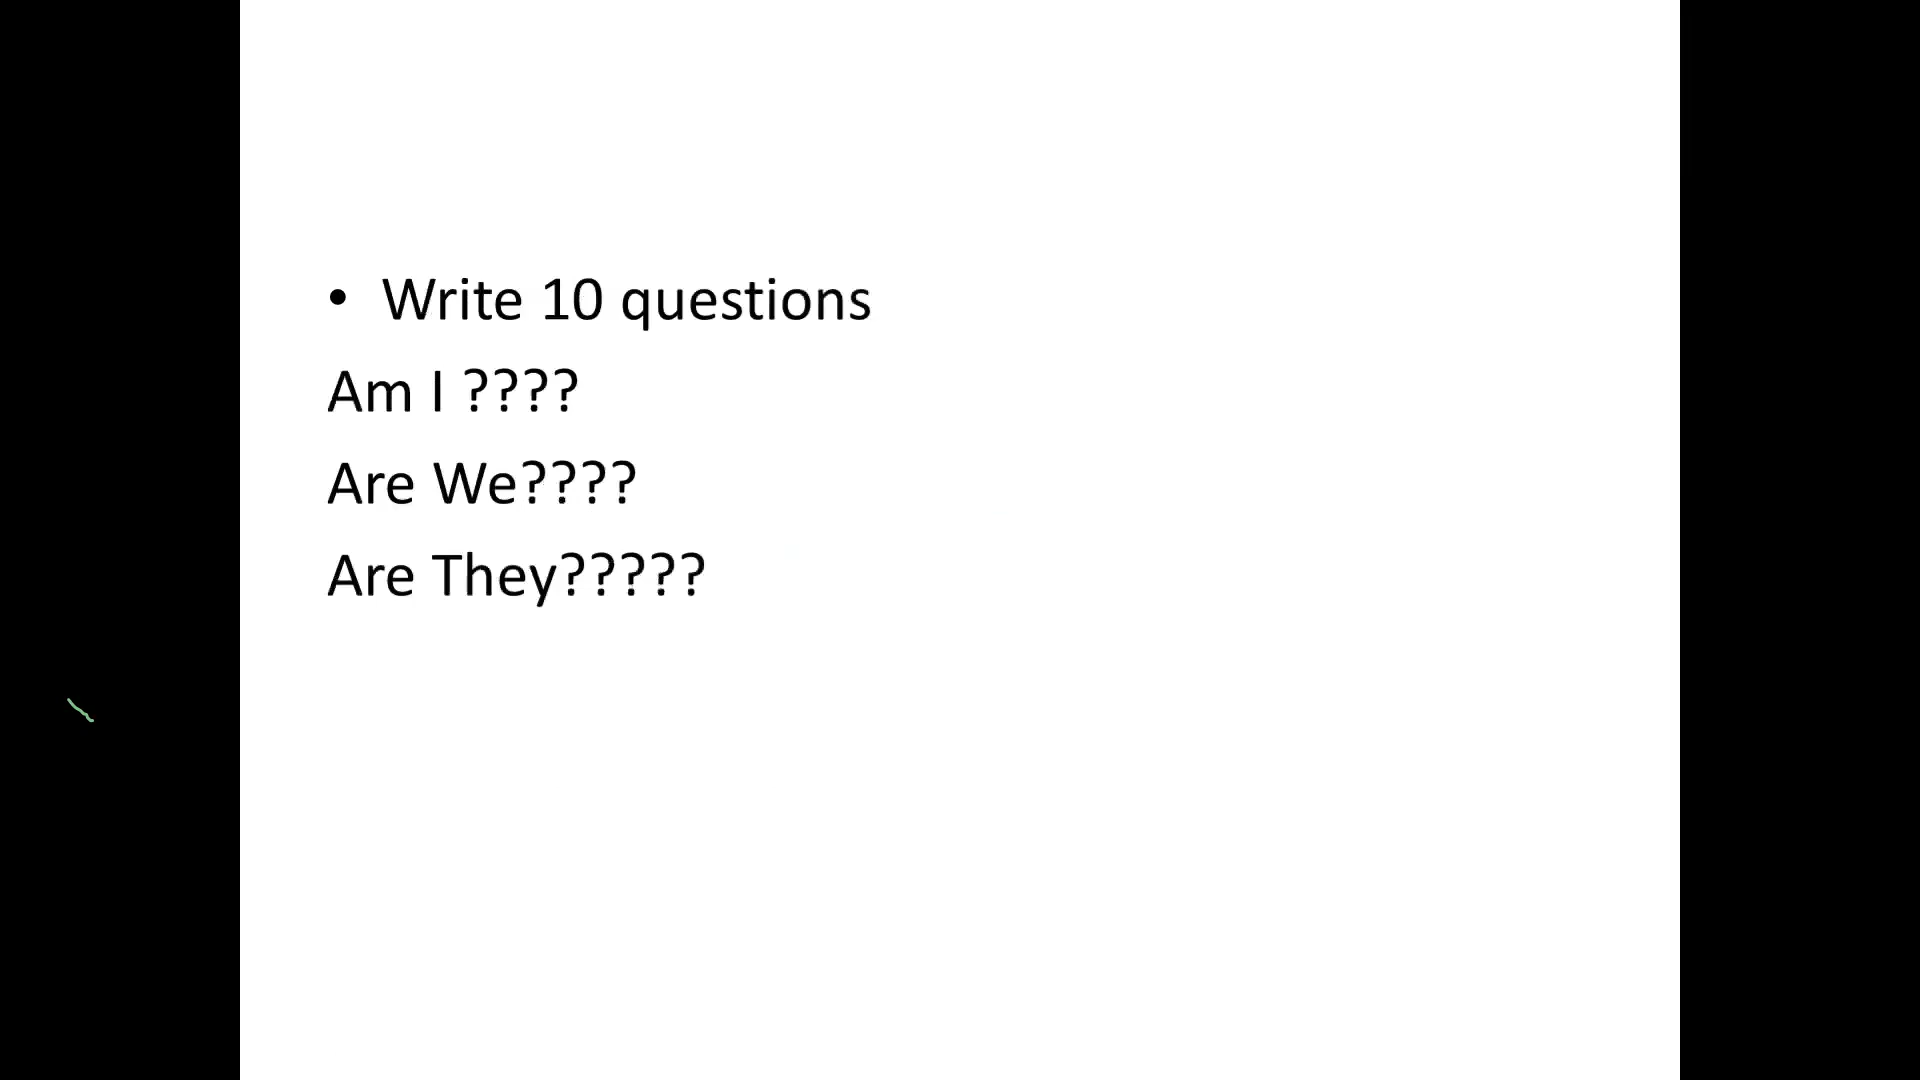 • Write 10 questions
Am I ????
Are We????
Are They?????